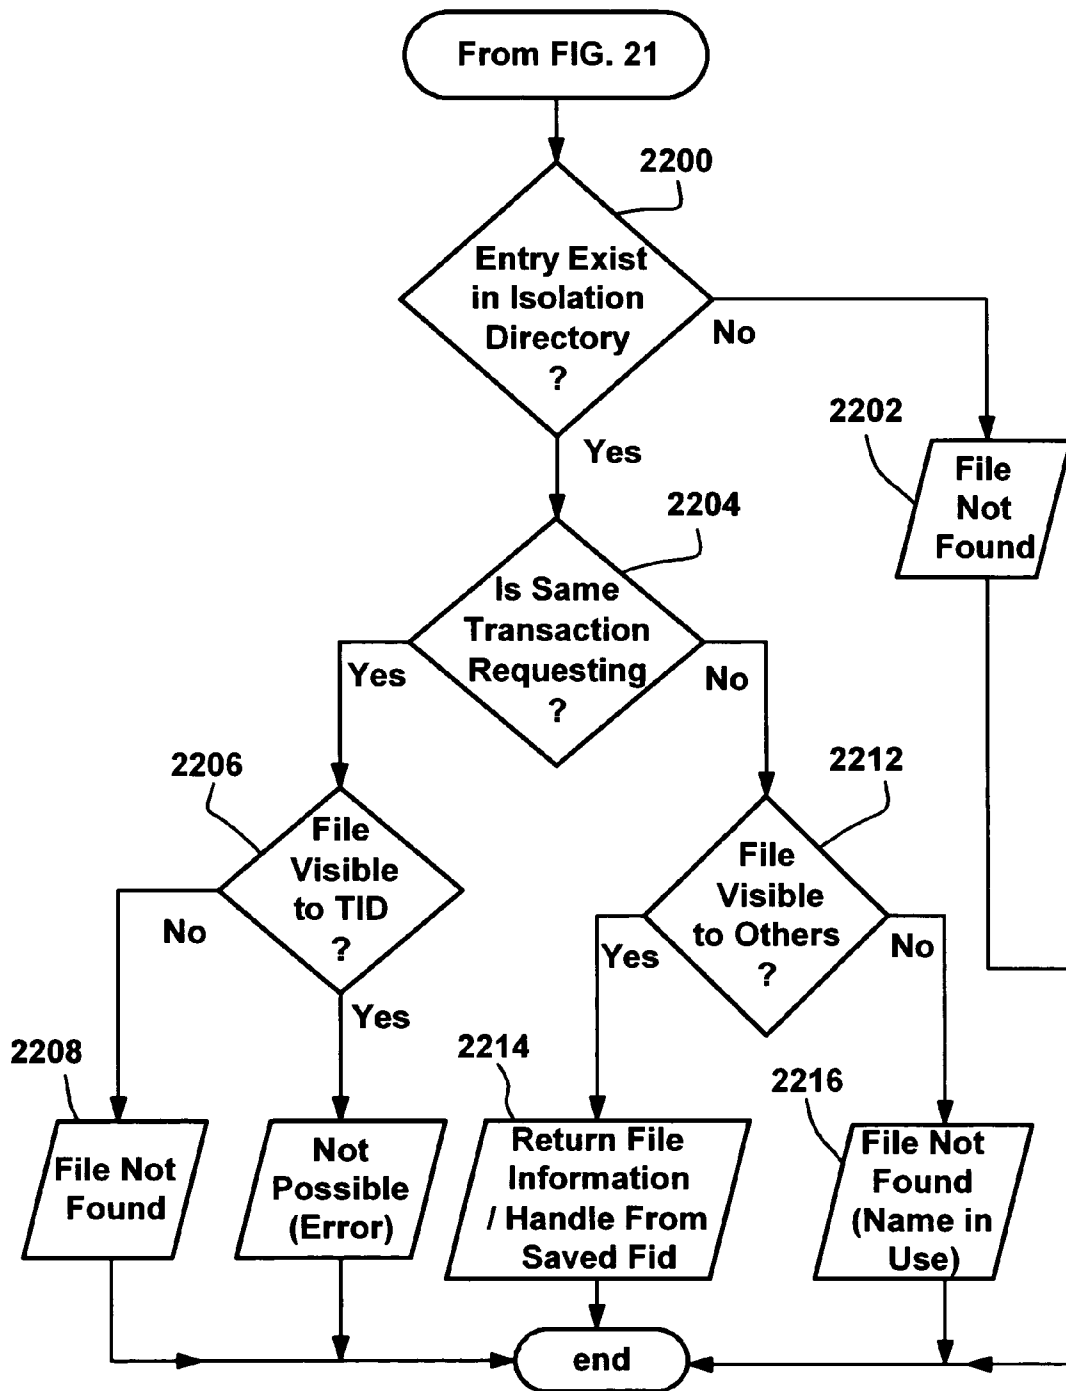 From FIG. 21
2200
Entry Exist
in Isolation
Directory
?
No
Yes
2202
File
Not
Found
2204
Is Same
Transaction
Requesting
?
Yes
No
2206
File
Visible
to TID
?
No
Yes
2212
File
Visible
to Others
?
Yes
No
2208
File Not
Found
Not
Possible
(Error)
2214
Return File
Information
/ Handle From
Saved Fid
2216
File Not
Found
(Name in
Use)
end